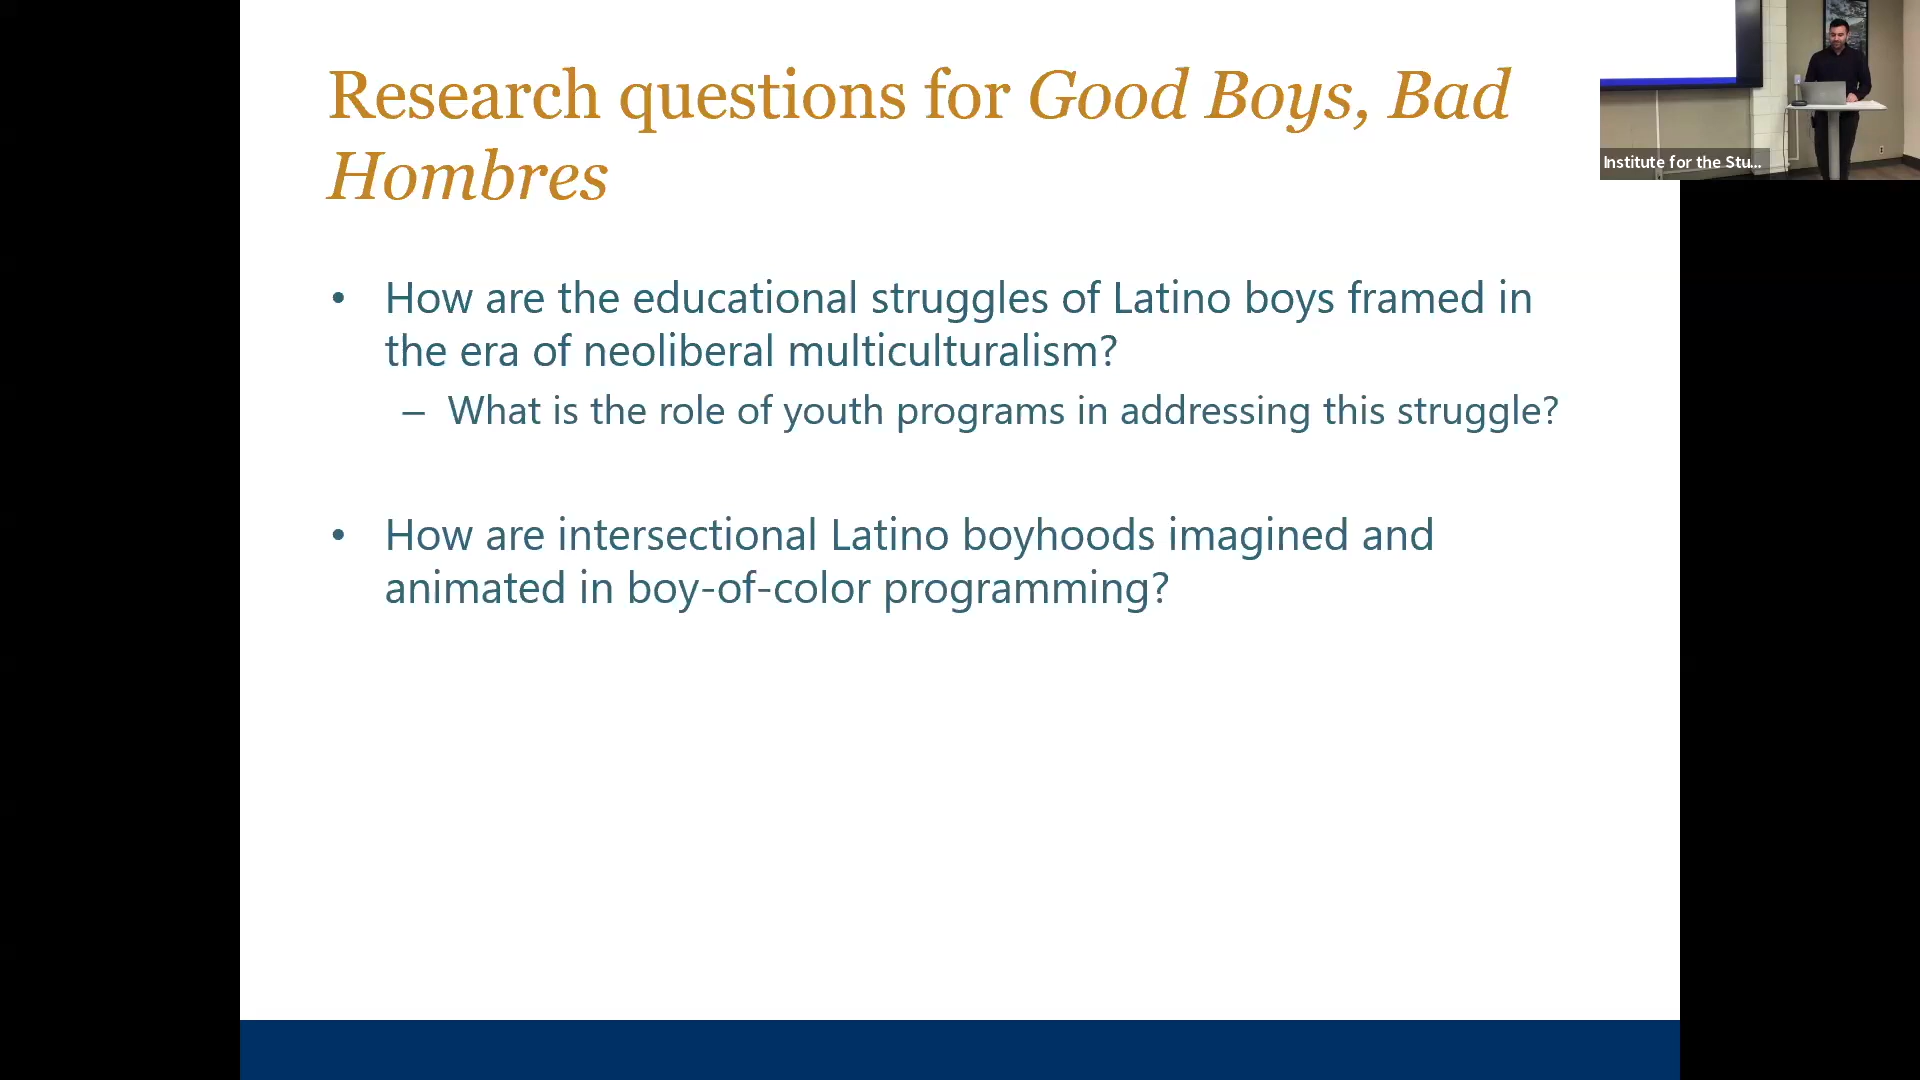 Research questions for Good Boys, Bad
Hombres
• How are the educational struggles of Latino boys framed in
the era of neoliberal multiculturalism?
– What is the role of youth programs in addressing this struggle?
• How are intersectional Latino boyhoods imagined and
animated in boy-of-color programming?
Institute for the Stu...